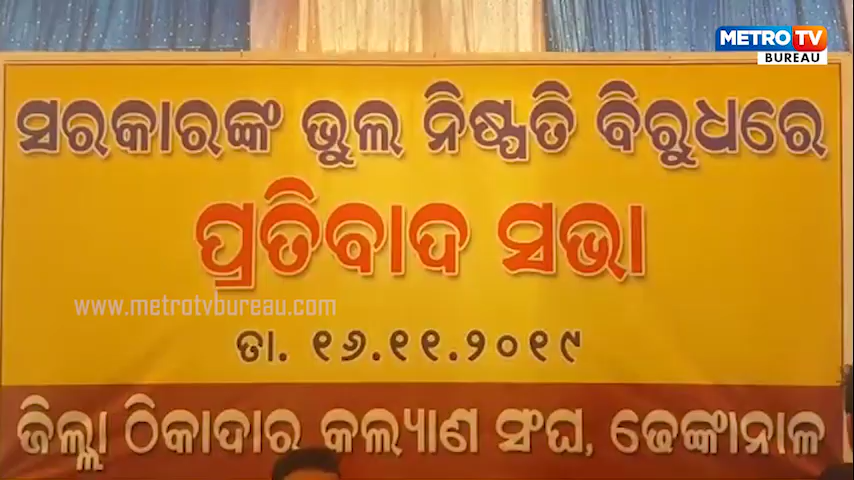 METRO TV
BUREAU
ସରକାରଙ୍କ ଭୁଲ ନିଷ୍ପତି ବିରୁଧରେ
ପ୍ରତିବାଦ ସଭା
www.metrotvbureau.com
ତା. ୧୬.୧୧.୨୦୧୯
ଜିଲ୍ଲା ଠିକାଦାର କଲ୍ୟାଣ ସଂଘ, ଢେଙ୍କାନାଳ